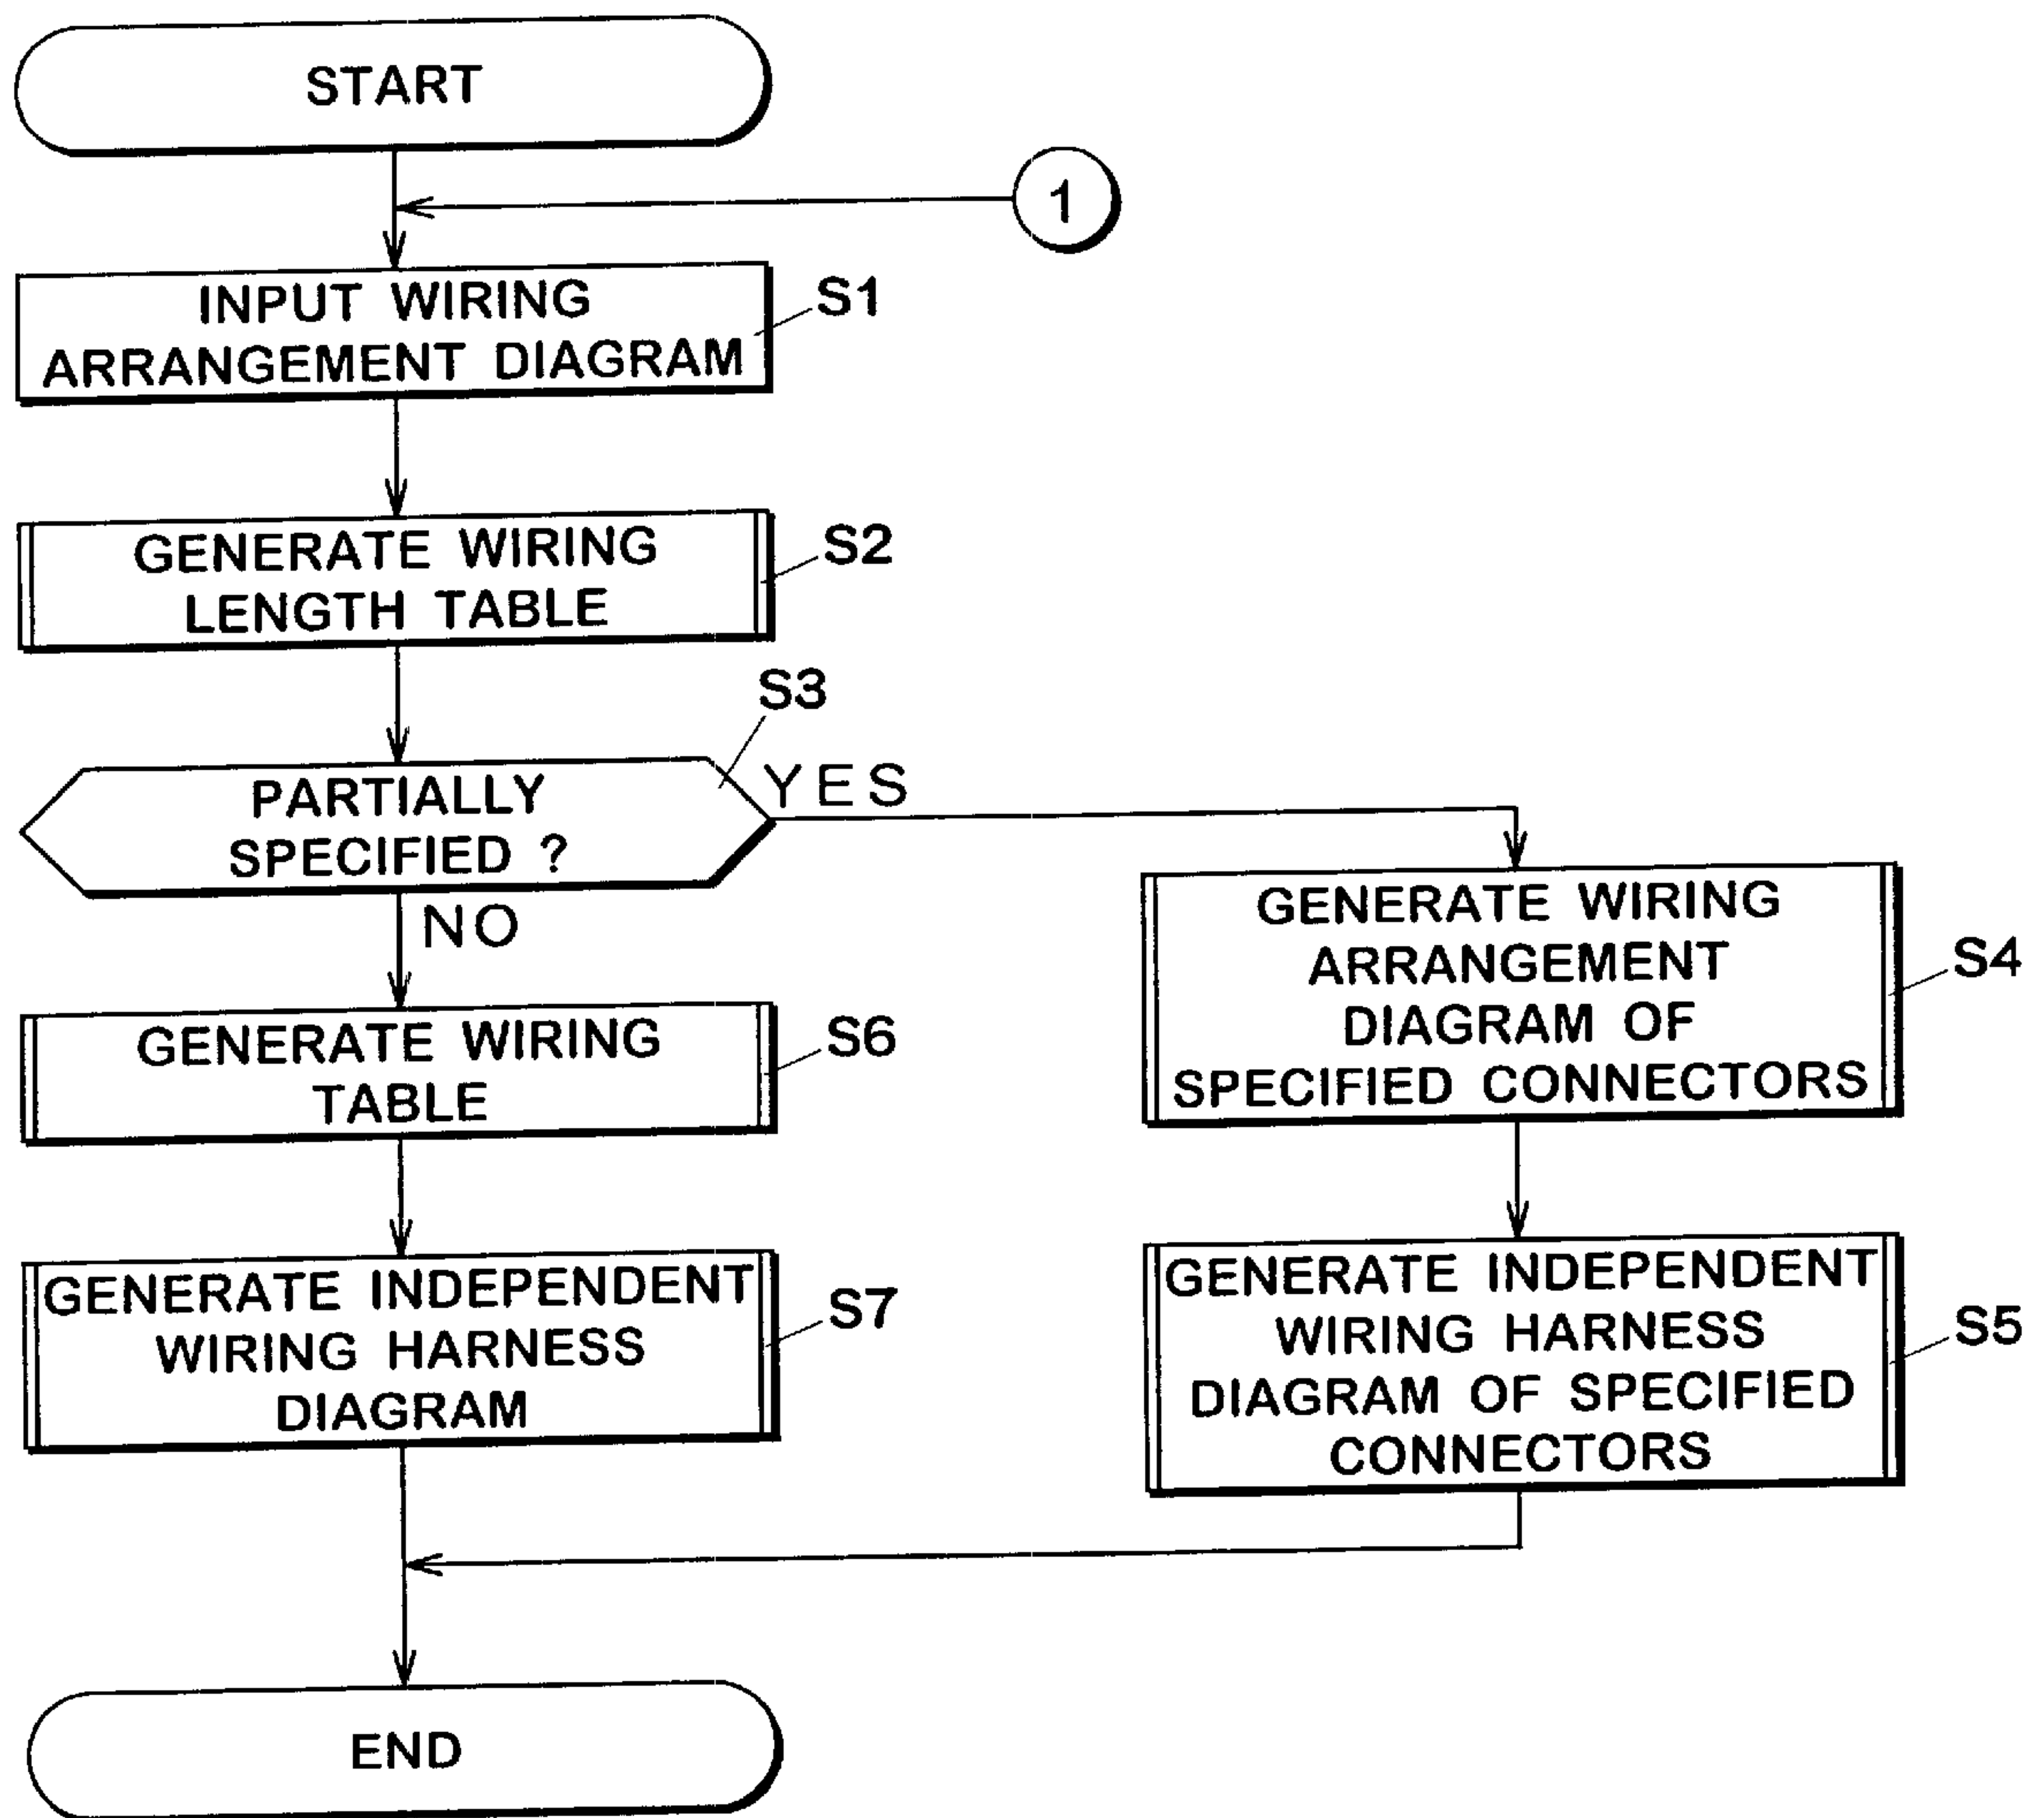 START
1
INPUT WIRING
ARRANGEMENT DIAGRAM
S1
GENERATE WIRING
LENGTH TABLE
S2
S3
PARTIALLY
SPECIFIED ?
YES
NO
GENERATE WIRING
ARRANGEMENT
DIAGRAM OF
SPECIFIED CONNECTORS
S4
GENERATE WIRING
TABLE
S6
GENERATE INDEPENDENT
WIRING HARNESS
DIAGRAM
S7
GENERATE INDEPENDENT
WIRING HARNESS
DIAGRAM OF SPECIFIED
CONNECTORS
S5
END